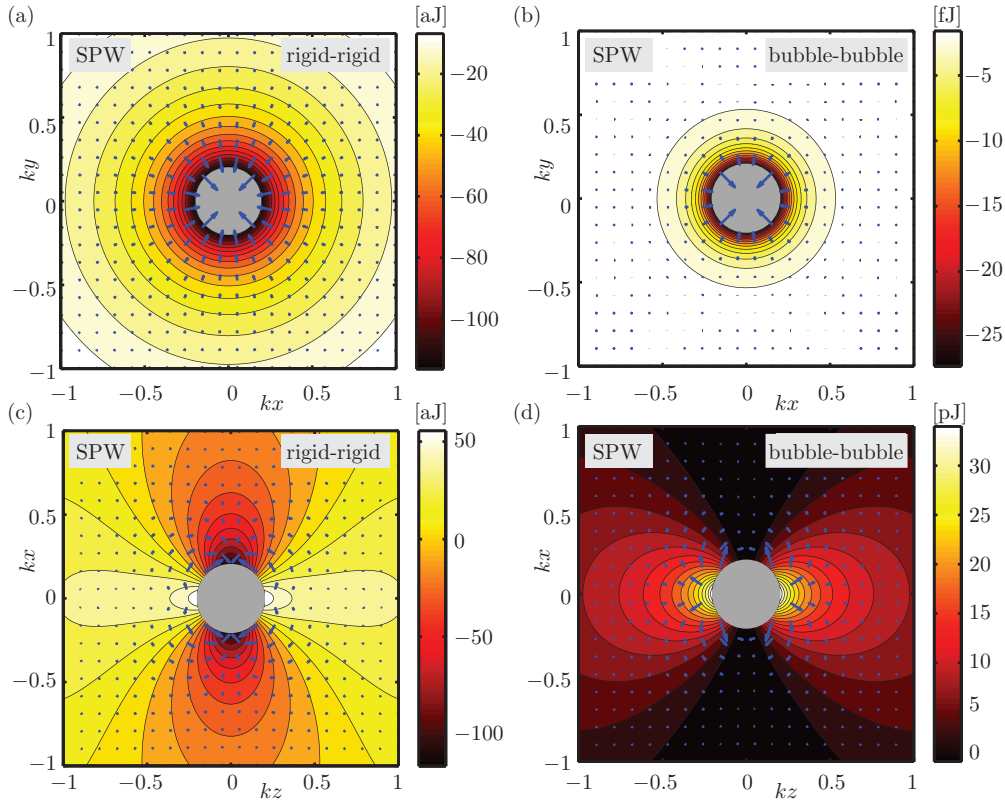 (a)
[aJ]
SPW
rigid-rigid
1
0.5
0
−0.5
−1
ky
−1
−0.5
0
0.5
1
kx
−20
−40
−60
−80
−100
(b)
[fJ]
SPW
bubble-bubble
1
0.5
0
−0.5
−1
ky
−1
−0.5
0
0.5
1
kx
−5
−10
−15
−20
−25
(c)
[aJ]
SPW
rigid-rigid
1
0.5
0
−0.5
−1
kx
−1
−0.5
0
0.5
1
kz
50
0
−50
−100
(d)
[pJ]
SPW
bubble-bubble
1
0.5
0
−0.5
−1
kx
−1
−0.5
0
0.5
1
kz
30
25
20
15
10
5
0